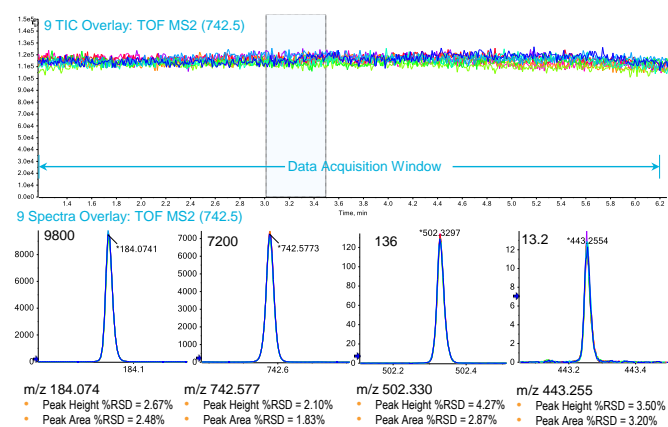 9 TIC Overlay: TOF MS2 (742.5)
1.5e5
1.4e5
1.3e5
1.2e5
1.1e5
1.0e5
9.0e4
8.0e4
7.0e4
6.0e4
5.0e4
4.0e4
3.0e4
2.0e4
1.0e4
0.0e0
Data Acquisition Window
1.4 1.6 1.8 2.0 2.2 2.4 2.6 2.8 3.0 3.2 3.4 3.6 3.8 4.0 4.2 4.4 4.6 4.8 5.0 5.2 5.4 5.6 5.8 6.0 6.2
Time, min
9 Spectra Overlay: TOF MS2 (742.5)
9800
*184.0741
8000
6000
4000
2000
0
184.1
7200
*742.5773
7000
6000
5000
4000
3000
2000
1000
0
742.6
136
*502.3297
120
100
80
60
40
20
0
502.2 502.4
13.2
*443.2554
12
10
8
6
4
2
0
443.2 443.4
m/z 184.074
Peak Height %RSD = 2.67%
Peak Area %RSD = 2.48%
m/z 742.577
Peak Height %RSD = 2.10%
Peak Area %RSD = 1.83%
m/z 502.330
Peak Height %RSD = 4.27%
Peak Area %RSD = 2.87%
m/z 443.255
Peak Height %RSD = 3.50%
Peak Area %RSD = 3.20%